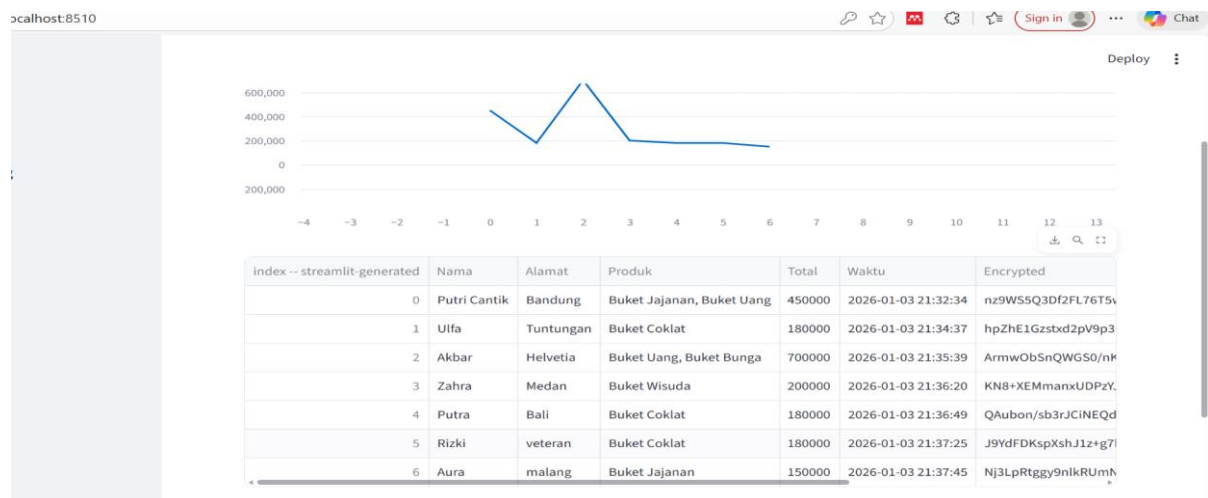 ocalhost:8510
Sign in
Chat
Deploy
600,000
400,000
200,000
0
200,000
−4 −3 −2 −1 0 1 2 3 4 5 6 7 8 9 10 11 12 13
index -- streamlit-generated Nama Alamat Produk Total Waktu Encrypted
0 Putri Cantik Bandung Buket Jajanan, Buket Uang 450000 2026-01-03 21:32:34 nz9WS5Q3Df2FL76T5
1 Ulfa Tuntungan Buket Coklat 180000 2026-01-03 21:34:37 hpZhE1Gzstxd2pV9p3
2 Akbar Helvetia Buket Uang, Buket Bunga 700000 2026-01-03 21:35:39 ArmwObSnQWGS0/nK
3 Zahra Medan Buket Wisuda 200000 2026-01-03 21:36:20 KN8+XEMmanxUDPzY
4 Putra Bali Buket Coklat 180000 2026-01-03 21:36:49 QAubon/sb3rJCiNEQd
5 Rizki veteran Buket Coklat 180000 2026-01-03 21:37:25 J9YdFDKspXshJ1z+g7
6 Aura malang Buket Jajanan 150000 2026-01-03 21:37:45 Nj3LpRtggy9nlkRUmN